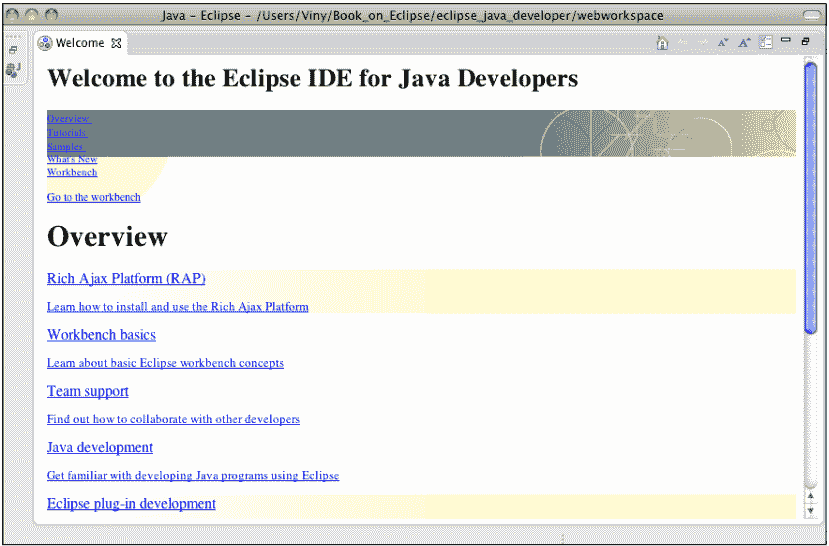 Java - Eclipse - /Users/Viny/Book_on_Eclipse/eclipse_java_developer/webworkspace
Welcome
Welcome to the Eclipse IDE for Java Developers
Overview
Tutorials
Samples
What's New
Workbench
Go to the workbench
Overview
Rich Ajax Platform (RAP)
Learn how to install and use the Rich Ajax Platform
Workbench basics
Learn about basic Eclipse workbench concepts
Team support
Find out how to collaborate with other developers
Java development
Get familiar with developing Java programs using Eclipse
Eclipse plug-in development